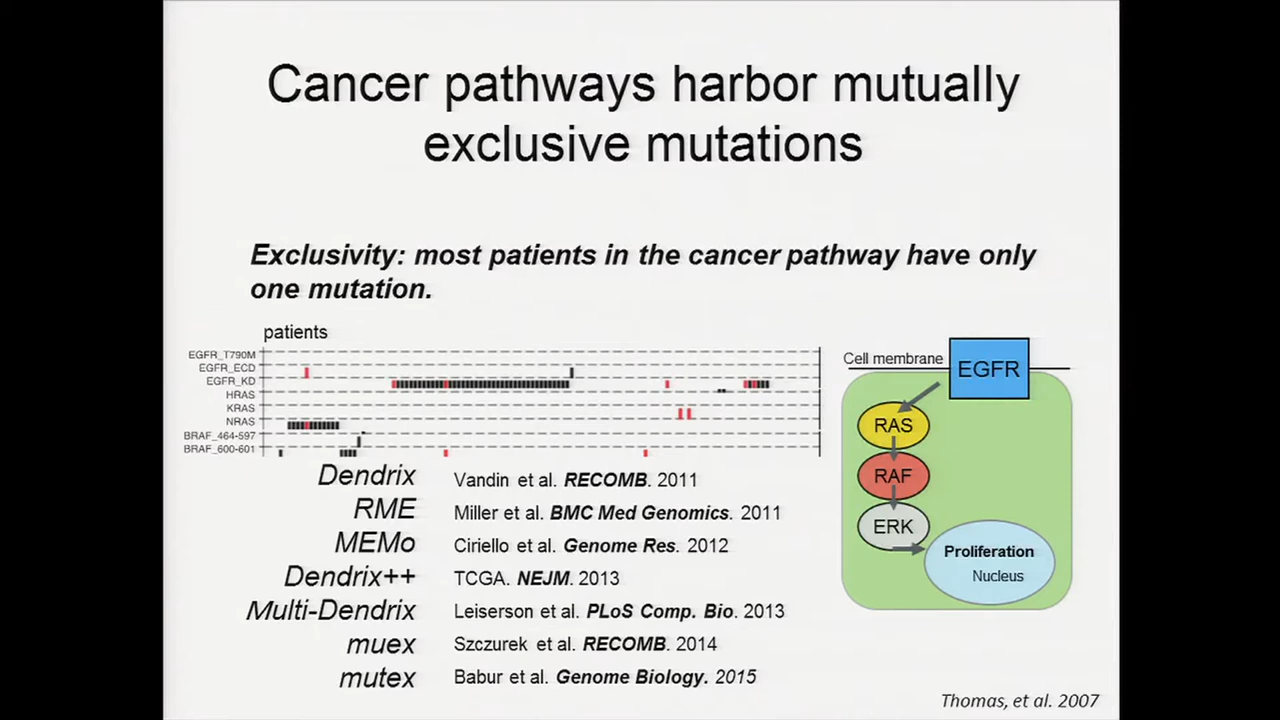 Cancer pathways harbor mutually
exclusive mutations
Exclusivity: most patients in the cancer pathway have only
one mutation.
patients
EGFR_T790M
EGFR_ECD
EGFR_KD
HRAS
KRAS
NRAS
BRAF_464-597
BRAF_600-601
Cell membrane
EGFR
RAS
RAF
ERK
Proliferation
Nucleus
Dendrix Vandin et al. RECOMB. 2011
RME Miller et al. BMC Med Genomics. 2011
MEMo Ciriello et al. Genome Res. 2012
Dendrix++ TCGA. NEJM. 2013
Multi-Dendrix Leiserson et al. PLoS Comp. Bio. 2013
muex Szczurek et al. RECOMB. 2014
mutex Babur et al. Genome Biology. 2015
Thomas, et al. 2007